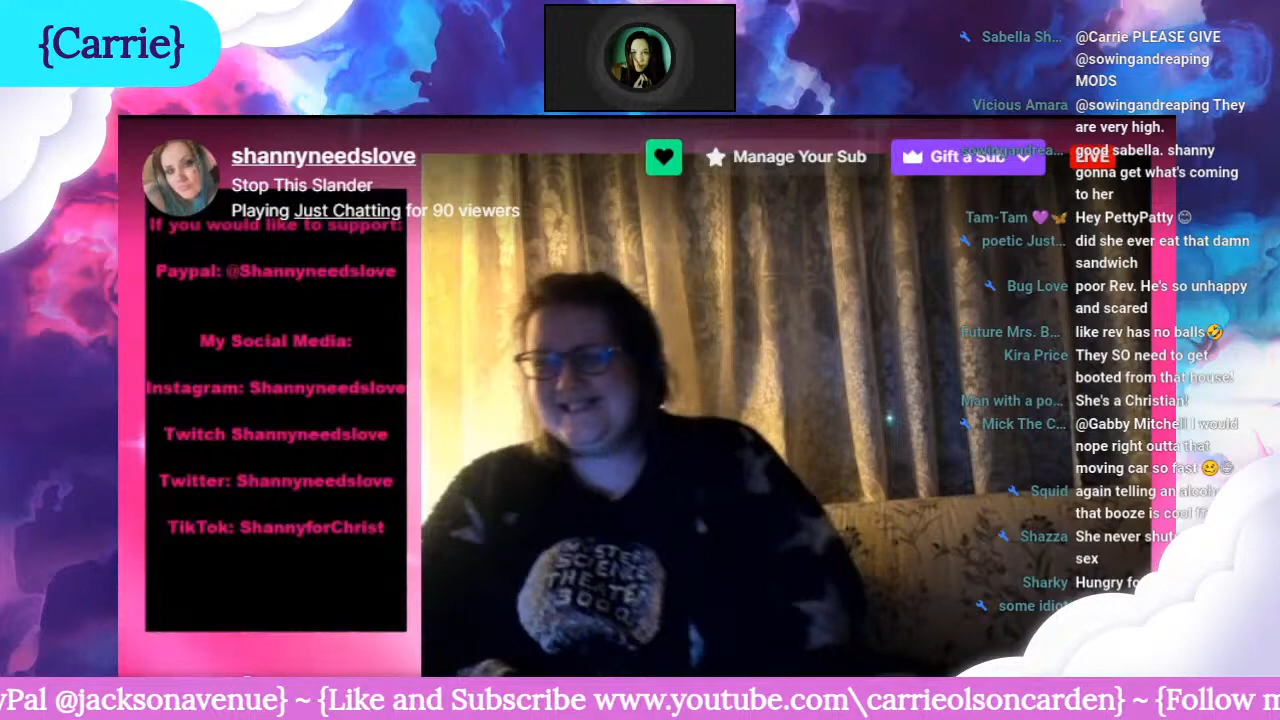 {Carrie}
shannyneedslove
Stop This Slander
Playing Just Chatting for 90 viewers
Manage Your Sub
Gift a Sub
LIVE
If you would like to support:
Paypal: @Shannyneedslove
My Social Media:
Instagram: Shannyneedslove
Twitch Shannyneedslove
Twitter: Shannyneedslove
TikTok: ShannyforChrist
SCIENCE
THEATER
3000
Sabella Sh... @Carrie PLEASE GIVE
@sowingandreaping
MODS
Vicious Amara @sowingandreaping They
are very high.
sowingandrea... good sabella. shanny
gonna get what's coming
to her
Tam-Tam 💜🦋 Hey PettyPatty 😊
poetic Just... did she ever eat that damn
sandwich
Bug Love poor Rev. He's so unhappy
and scared
Future Mrs. B... like rev has no balls🤣
Kira Price They SO need to get
booted from that house!
Man with a po... She's a Christian!
Mick The C... @Gabby Mitchell I would
nope right outta that
moving car so fast
Squid again telling an
that booze is cool
Shazza She never
sex
Sharky Hungry
some
@jacksonavenue} ~ {Like and Subscribe www.youtube.com\carrieolsoncarden} ~ {Follow